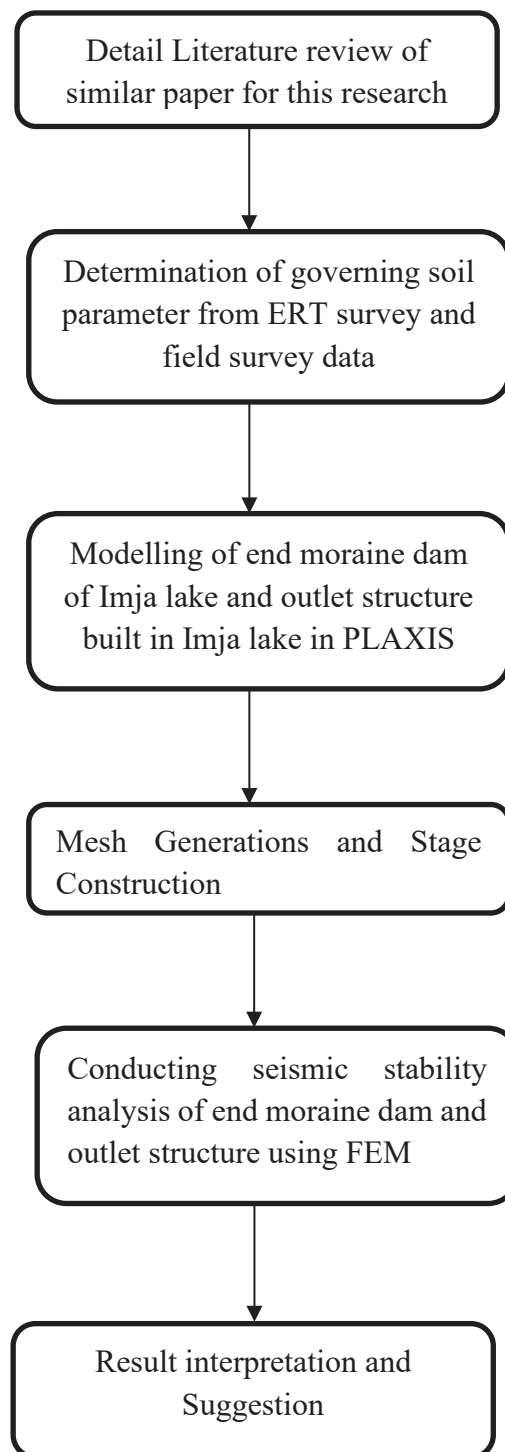 Detail Literature review of
similar paper for this research
Determination of governing soil
parameter from ERT survey and
field survey data
Modelling of end moraine dam
of Imja lake and outlet structure
built in Imja lake in PLAXIS
Mesh Generations and Stage
Construction
Conducting seismic stability
analysis of end moraine dam and
outlet structure using FEM
Result interpretation and
Suggestion